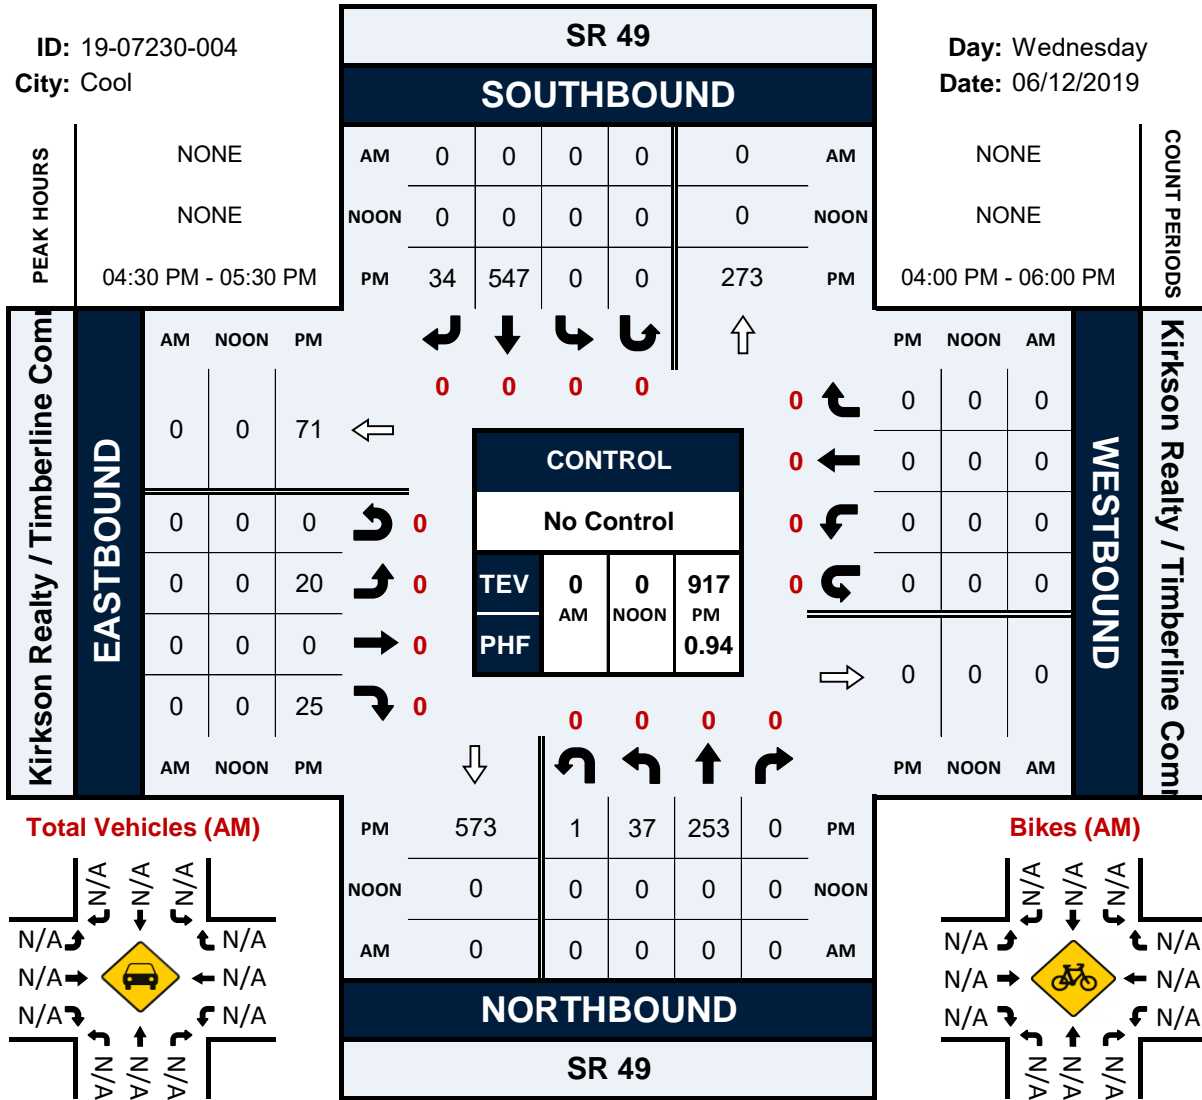 ID: 19-07230-004
City: Cool
SR 49
SOUTHBOUND
Day: Wednesday
Date: 06/12/2019
PEAK HOURS
NONE
NONE
04:30 PM - 05:30 PM
COUNT PERIODS
NONE
NONE
04:00 PM - 06:00 PM
AM 0 0 0 0 0 AM
NOON 0 0 0 0 0 NOON
PM 34 547 0 0 273 PM
0 0 0 0
Kirkson Realty / Timberline Comm
EASTBOUND
AM NOON PM
0 0 71
0 0 0 0
0 0 20 0
0 0 0 0
0 0 25 0
AM NOON PM
CONTROL
No Control
TEV 0 0 917
AM NOON PM
PHF 0.94
PM NOON AM
0 0 0 0
0 0 0 0
0 0 0 0
0 0 0 0
0 0 0
PM NOON AM
WESTBOUND
Kirkson Realty / Timberline Comm
0 0 0 0
PM 573 1 37 253 0 PM
NOON 0 0 0 0 0 NOON
AM 0 0 0 0 0 AM
NORTHBOUND
SR 49
Total Vehicles (AM)
N/A N/A N/A
N/A N/A
N/A N/A
N/A N/A
N/A N/A N/A
Bikes (AM)
N/A N/A N/A
N/A N/A
N/A N/A
N/A N/A
N/A N/A N/A